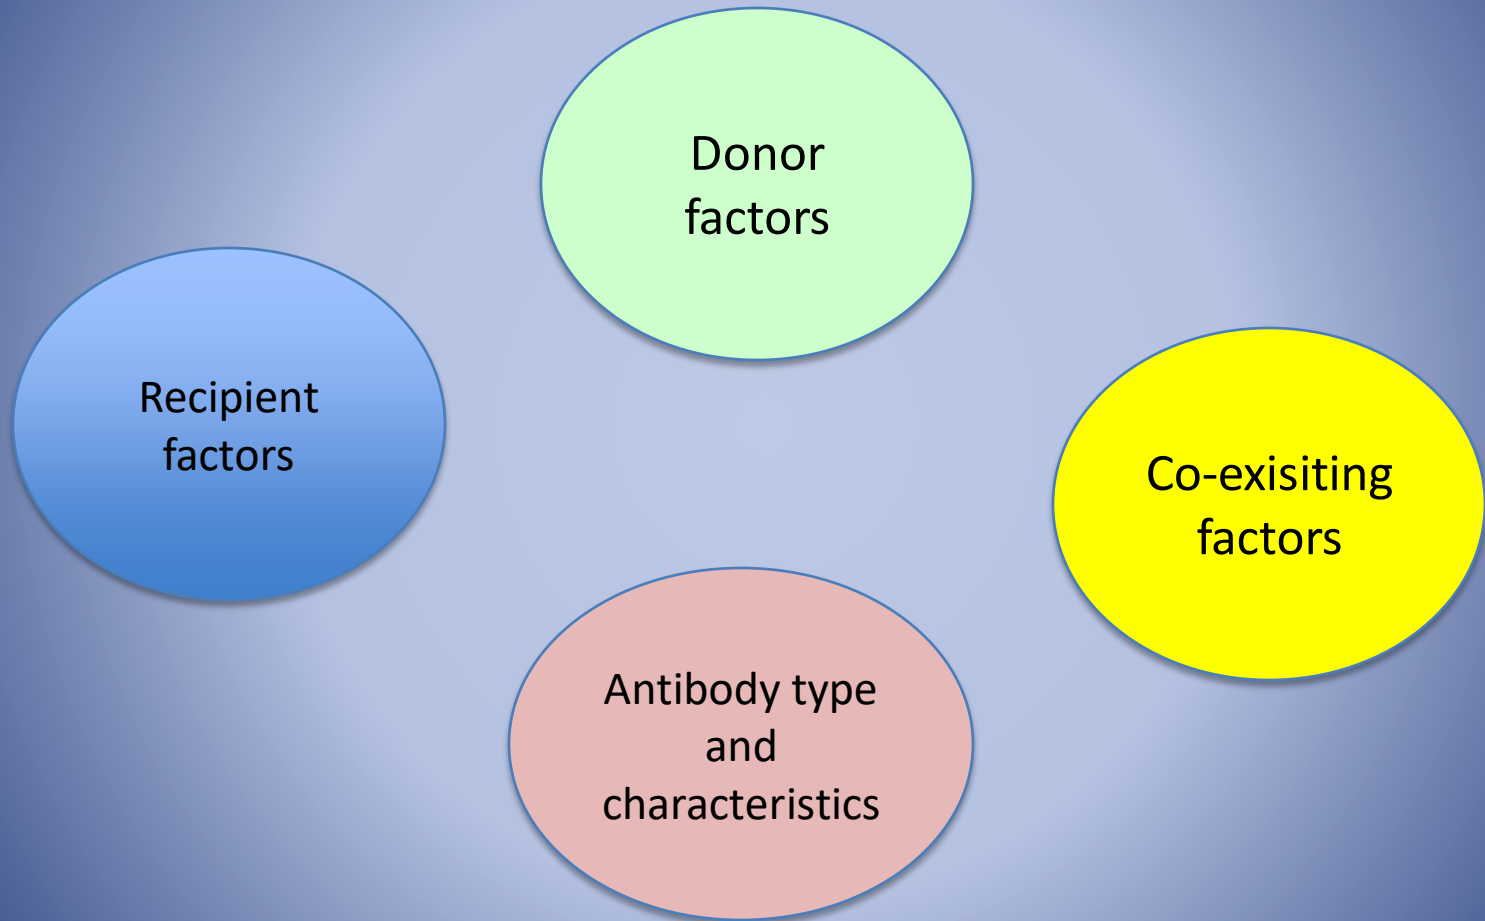 Donor
factors
Recipient
factors
Co-exisiting
factors
Antibody type
and
characteristics